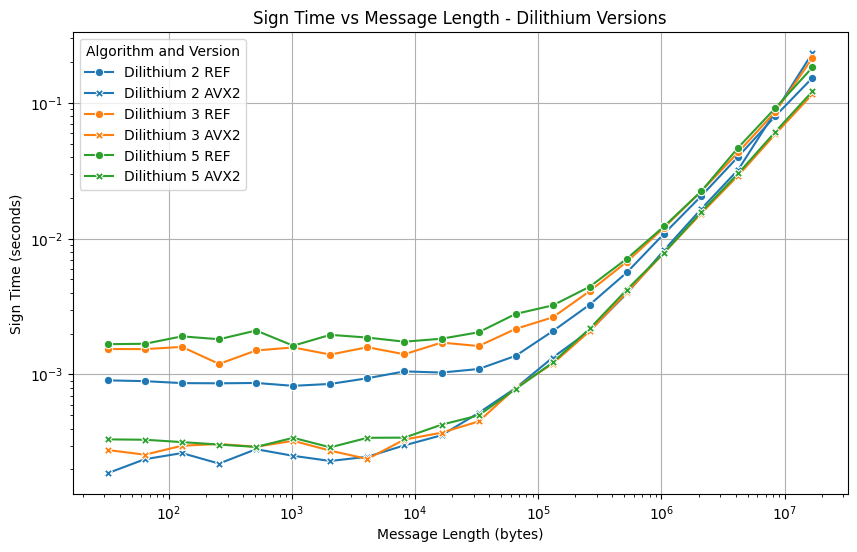 Sign Time vs Message Length - Dilithium Versions
Algorithm and Version
Dilithium 2 REF
Dilithium 2 AVX2
Dilithium 3 REF
Dilithium 3 AVX2
Dilithium 5 REF
Dilithium 5 AVX2
Sign Time (seconds)
10⁻¹
10⁻²
10⁻³
10² 10³ 10⁴ 10⁵ 10⁶ 10⁷
Message Length (bytes)